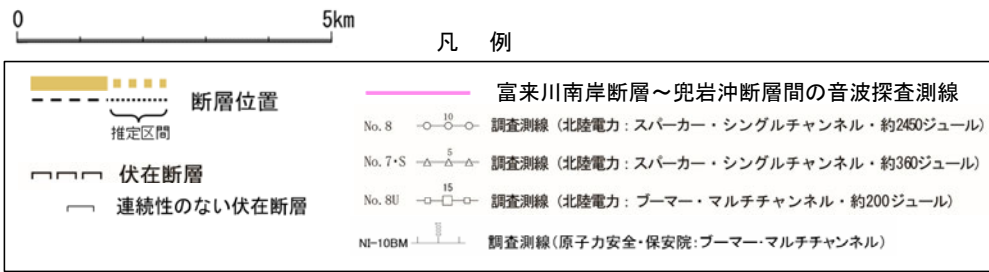 0 5km
凡 例
断層位置
推定区間
伏在断層
連続性のない伏在断層
富来川南岸断層～兜岩沖断層間の音波探査測線
No. 8 10 調査測線（北陸電力：スパーカー・シングルチャンネル・約2450ジュール）
No. 7・S 5 調査測線（北陸電力：スパーカー・シングルチャンネル・約360ジュール）
No. 8U 15 調査測線（北陸電力：ブーマー・マルチチャンネル・約200ジュール）
NI-10BM 調査測線（原子力安全・保安院：ブーマー・マルチチャンネル）